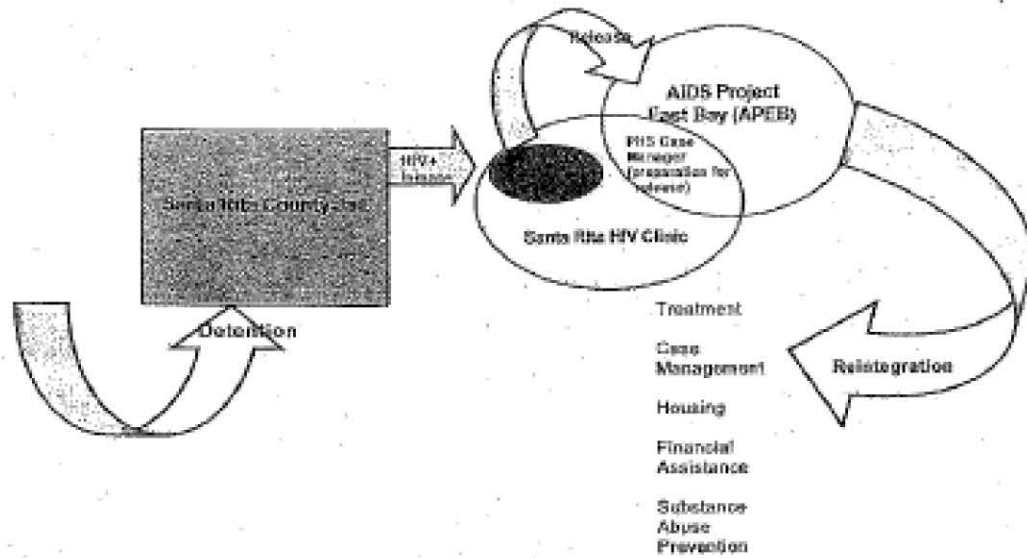 Release
AIDS Project
East Bay (APEB)
PHS Case
Manager
(preparation for
release)
HIV+
Inmate
Santa Rita County Jail
Santa Rita HIV Clinic
Detention
Treatment
Case
Management
Housing
Financial
Assistance
Substance
Abuse
Prevention
Reintegration